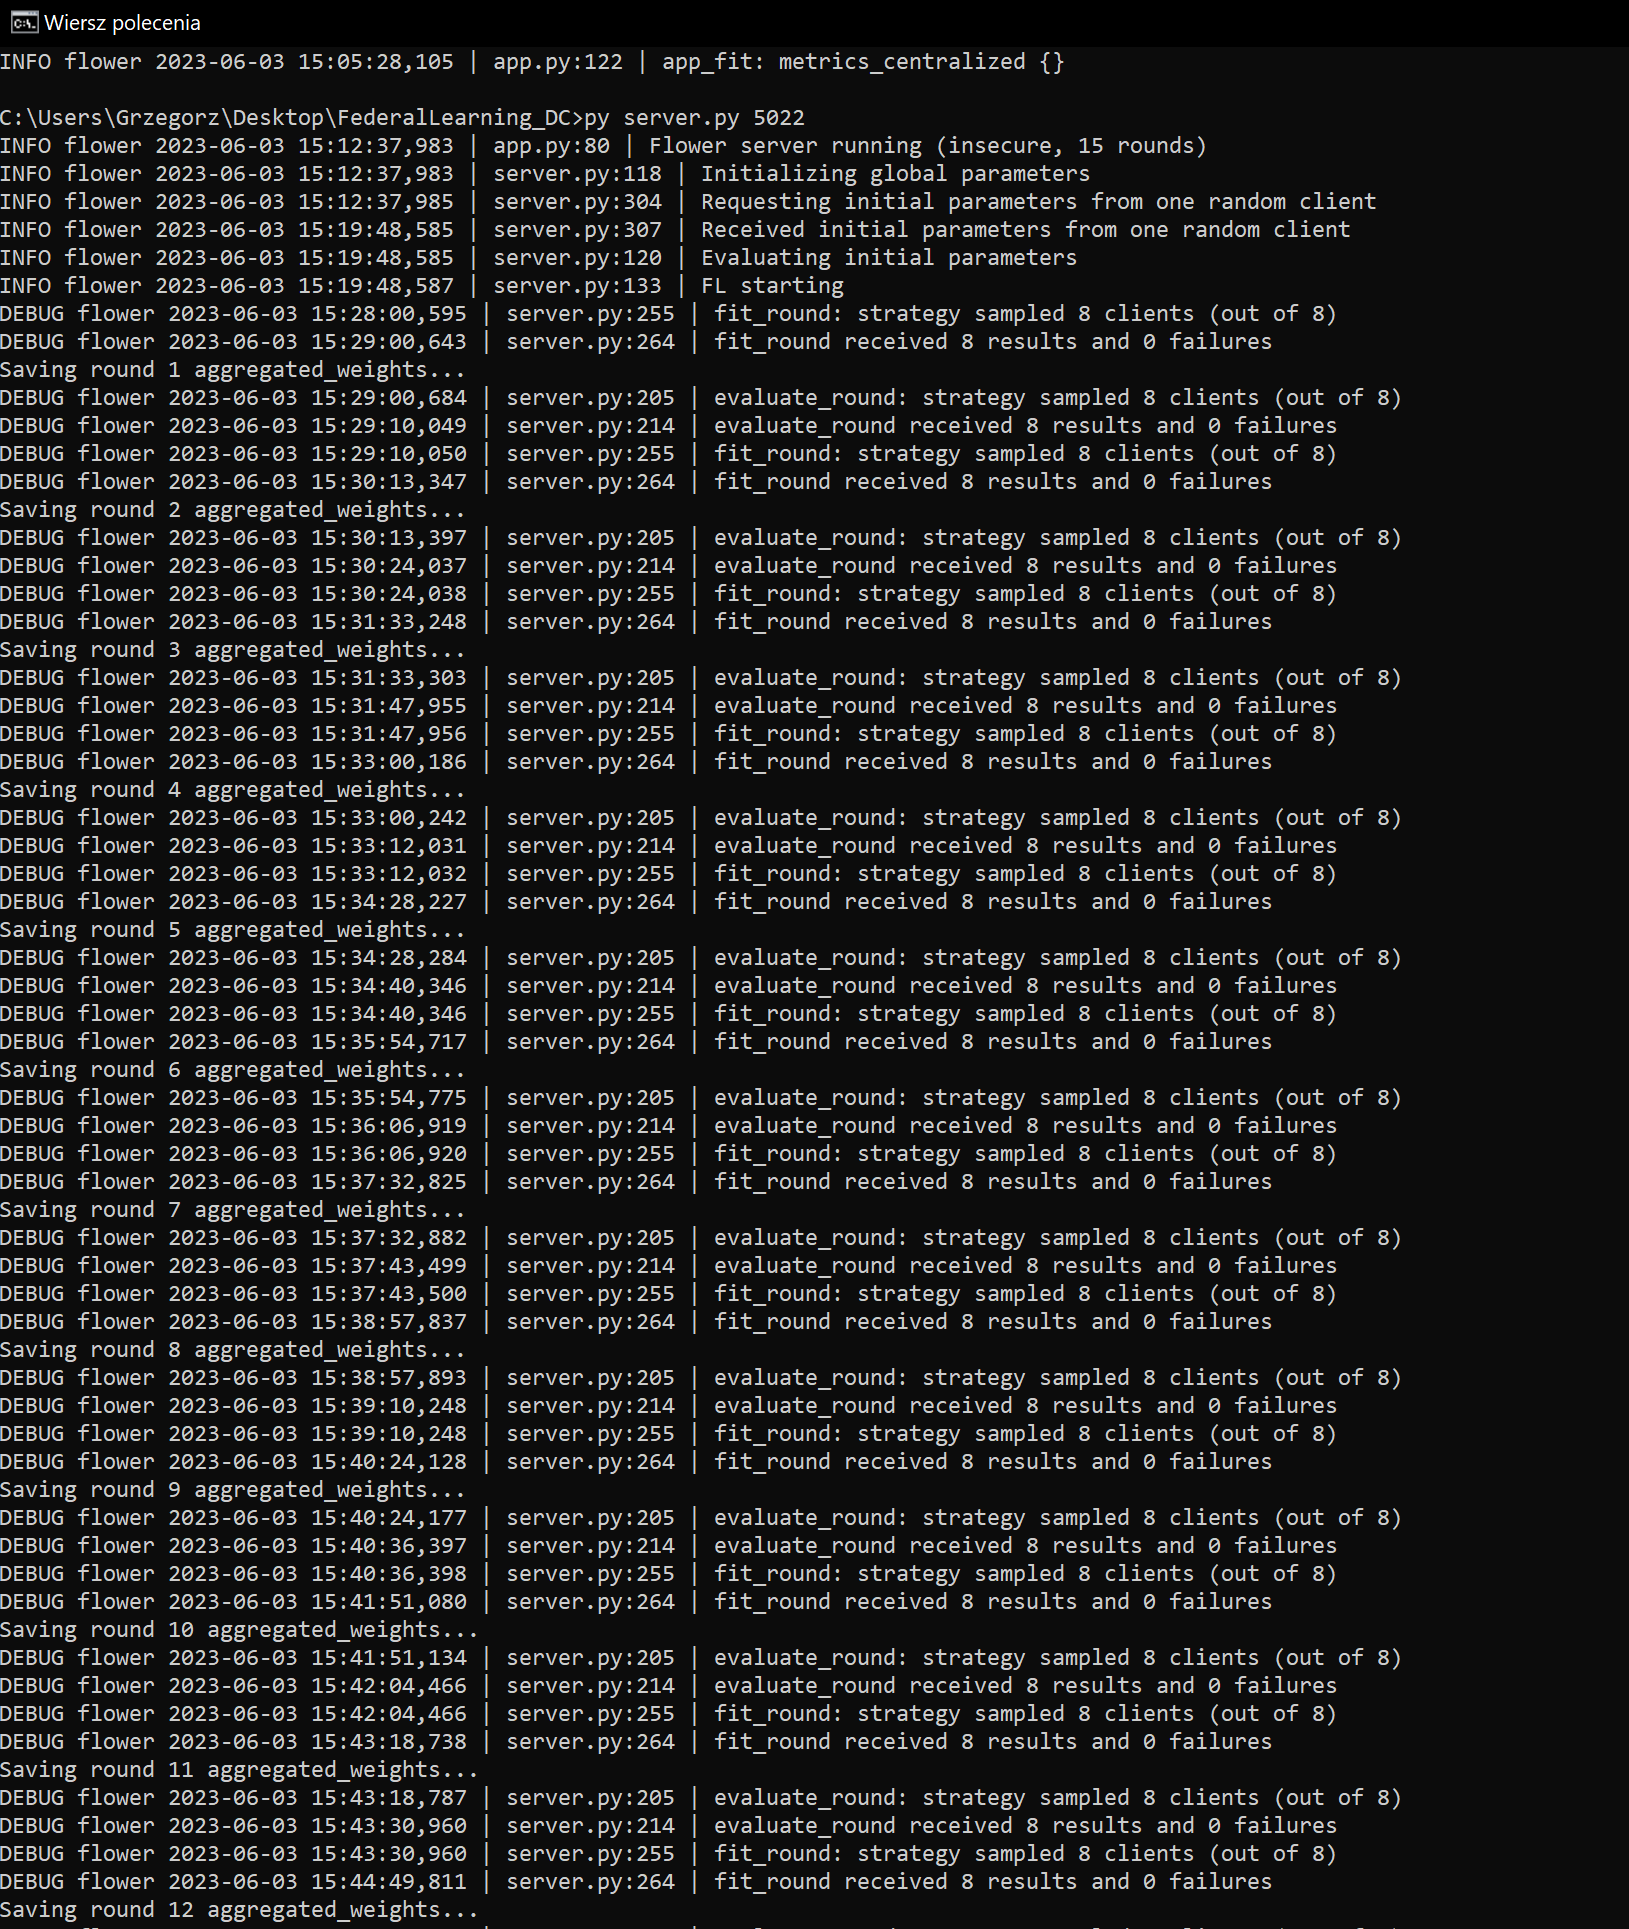 Wiersz polecenia
INFO flower 2023-06-03 15:05:28,105 | app.py:122 | app_fit: metrics_centralized {}
C:\Users\Grzegorz\Desktop\FederalLearning_DC>py server.py 5022
INFO flower 2023-06-03 15:12:37,983 | app.py:80 | Flower server running (insecure, 15 rounds)
INFO flower 2023-06-03 15:12:37,983 | server.py:118 | Initializing global parameters
INFO flower 2023-06-03 15:12:37,985 | server.py:304 | Requesting initial parameters from one random client
INFO flower 2023-06-03 15:19:48,585 | server.py:307 | Received initial parameters from one random client
INFO flower 2023-06-03 15:19:48,585 | server.py:120 | Evaluating initial parameters
INFO flower 2023-06-03 15:19:48,587 | server.py:133 | FL starting
DEBUG flower 2023-06-03 15:28:00,595 | server.py:255 | fit_round: strategy sampled 8 clients (out of 8)
DEBUG flower 2023-06-03 15:29:00,643 | server.py:264 | fit_round received 8 results and 0 failures
Saving round 1 aggregated_weights...
DEBUG flower 2023-06-03 15:29:00,684 | server.py:205 | evaluate_round: strategy sampled 8 clients (out of 8)
DEBUG flower 2023-06-03 15:29:10,049 | server.py:214 | evaluate_round received 8 results and 0 failures
DEBUG flower 2023-06-03 15:29:10,050 | server.py:255 | fit_round: strategy sampled 8 clients (out of 8)
DEBUG flower 2023-06-03 15:30:13,347 | server.py:264 | fit_round received 8 results and 0 failures
Saving round 2 aggregated_weights...
DEBUG flower 2023-06-03 15:30:13,397 | server.py:205 | evaluate_round: strategy sampled 8 clients (out of 8)
DEBUG flower 2023-06-03 15:30:24,037 | server.py:214 | evaluate_round received 8 results and 0 failures
DEBUG flower 2023-06-03 15:30:24,038 | server.py:255 | fit_round: strategy sampled 8 clients (out of 8)
DEBUG flower 2023-06-03 15:31:33,248 | server.py:264 | fit_round received 8 results and 0 failures
Saving round 3 aggregated_weights...
DEBUG flower 2023-06-03 15:31:33,303 | server.py:205 | evaluate_round: strategy sampled 8 clients (out of 8)
DEBUG flower 2023-06-03 15:31:47,955 | server.py:214 | evaluate_round received 8 results and 0 failures
DEBUG flower 2023-06-03 15:31:47,956 | server.py:255 | fit_round: strategy sampled 8 clients (out of 8)
DEBUG flower 2023-06-03 15:33:00,186 | server.py:264 | fit_round received 8 results and 0 failures
Saving round 4 aggregated_weights...
DEBUG flower 2023-06-03 15:33:00,242 | server.py:205 | evaluate_round: strategy sampled 8 clients (out of 8)
DEBUG flower 2023-06-03 15:33:12,031 | server.py:214 | evaluate_round received 8 results and 0 failures
DEBUG flower 2023-06-03 15:33:12,032 | server.py:255 | fit_round: strategy sampled 8 clients (out of 8)
DEBUG flower 2023-06-03 15:34:28,227 | server.py:264 | fit_round received 8 results and 0 failures
Saving round 5 aggregated_weights...
DEBUG flower 2023-06-03 15:34:28,284 | server.py:205 | evaluate_round: strategy sampled 8 clients (out of 8)
DEBUG flower 2023-06-03 15:34:40,346 | server.py:214 | evaluate_round received 8 results and 0 failures
DEBUG flower 2023-06-03 15:34:40,346 | server.py:255 | fit_round: strategy sampled 8 clients (out of 8)
DEBUG flower 2023-06-03 15:35:54,717 | server.py:264 | fit_round received 8 results and 0 failures
Saving round 6 aggregated_weights...
DEBUG flower 2023-06-03 15:35:54,775 | server.py:205 | evaluate_round: strategy sampled 8 clients (out of 8)
DEBUG flower 2023-06-03 15:36:06,919 | server.py:214 | evaluate_round received 8 results and 0 failures
DEBUG flower 2023-06-03 15:36:06,920 | server.py:255 | fit_round: strategy sampled 8 clients (out of 8)
DEBUG flower 2023-06-03 15:37:32,825 | server.py:264 | fit_round received 8 results and 0 failures
Saving round 7 aggregated_weights...
DEBUG flower 2023-06-03 15:37:32,882 | server.py:205 | evaluate_round: strategy sampled 8 clients (out of 8)
DEBUG flower 2023-06-03 15:37:43,499 | server.py:214 | evaluate_round received 8 results and 0 failures
DEBUG flower 2023-06-03 15:37:43,500 | server.py:255 | fit_round: strategy sampled 8 clients (out of 8)
DEBUG flower 2023-06-03 15:38:57,837 | server.py:264 | fit_round received 8 results and 0 failures
Saving round 8 aggregated_weights...
DEBUG flower 2023-06-03 15:38:57,893 | server.py:205 | evaluate_round: strategy sampled 8 clients (out of 8)
DEBUG flower 2023-06-03 15:39:10,248 | server.py:214 | evaluate_round received 8 results and 0 failures
DEBUG flower 2023-06-03 15:39:10,248 | server.py:255 | fit_round: strategy sampled 8 clients (out of 8)
DEBUG flower 2023-06-03 15:40:24,128 | server.py:264 | fit_round received 8 results and 0 failures
Saving round 9 aggregated_weights...
DEBUG flower 2023-06-03 15:40:24,177 | server.py:205 | evaluate_round: strategy sampled 8 clients (out of 8)
DEBUG flower 2023-06-03 15:40:36,397 | server.py:214 | evaluate_round received 8 results and 0 failures
DEBUG flower 2023-06-03 15:40:36,398 | server.py:255 | fit_round: strategy sampled 8 clients (out of 8)
DEBUG flower 2023-06-03 15:41:51,080 | server.py:264 | fit_round received 8 results and 0 failures
Saving round 10 aggregated_weights...
DEBUG flower 2023-06-03 15:41:51,134 | server.py:205 | evaluate_round: strategy sampled 8 clients (out of 8)
DEBUG flower 2023-06-03 15:42:04,466 | server.py:214 | evaluate_round received 8 results and 0 failures
DEBUG flower 2023-06-03 15:42:04,466 | server.py:255 | fit_round: strategy sampled 8 clients (out of 8)
DEBUG flower 2023-06-03 15:43:18,738 | server.py:264 | fit_round received 8 results and 0 failures
Saving round 11 aggregated_weights...
DEBUG flower 2023-06-03 15:43:18,787 | server.py:205 | evaluate_round: strategy sampled 8 clients (out of 8)
DEBUG flower 2023-06-03 15:43:30,960 | server.py:214 | evaluate_round received 8 results and 0 failures
DEBUG flower 2023-06-03 15:43:30,960 | server.py:255 | fit_round: strategy sampled 8 clients (out of 8)
DEBUG flower 2023-06-03 15:44:49,811 | server.py:264 | fit_round received 8 results and 0 failures
Saving round 12 aggregated_weights...